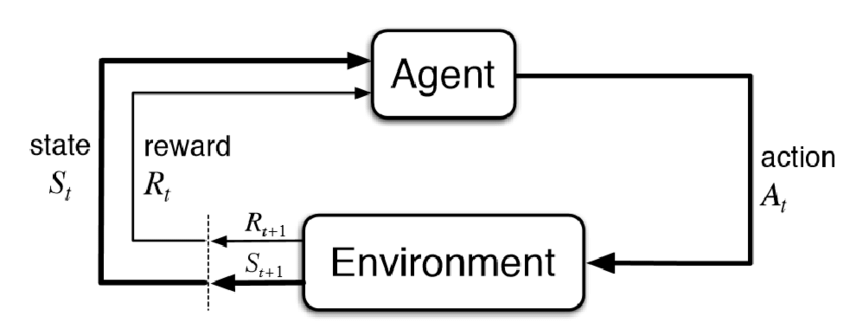 Agent
state
S_t
reward
R_t
action
A_t
R_{t+1}
S_{t+1}
Environment